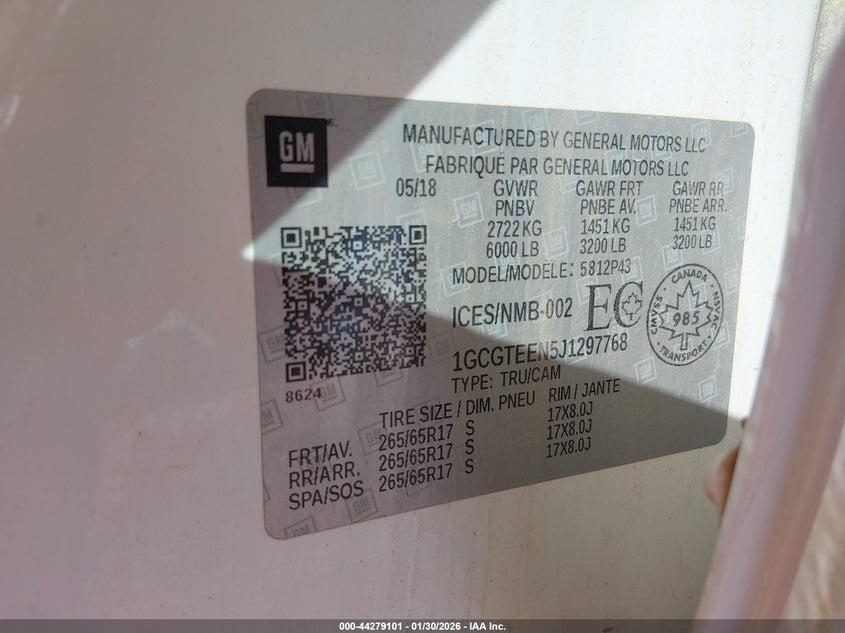 GM
MANUFACTURED BY GENERAL MOTORS LLC
FABRIQUÉ PAR GENERAL MOTORS LLC
05/18 GVWR GAWR FRT GAWR RR
PNBV PNBE AV. PNBE ARR.
2722 KG 1451 KG 1451 KG
6000 LB 3200 LB 3200 LB
MODEL/MODELE: 5812P43
ICES/NMB-002 EC
CANADA
CMVSS 985 NSVAC
TRANSPORT
1GCGTEEN5J1297768
TYPE: TRU/CAM
8624
TIRE SIZE / DIM. PNEU RIM / JANTE
FRT/AV. 265/65R17 S 17X8.0J
RR/ARR. 265/65R17 S 17X8.0J
SPA/SOS 265/65R17 S 17X8.0J
000-44279101 - 01/30/2026 - IAA Inc.